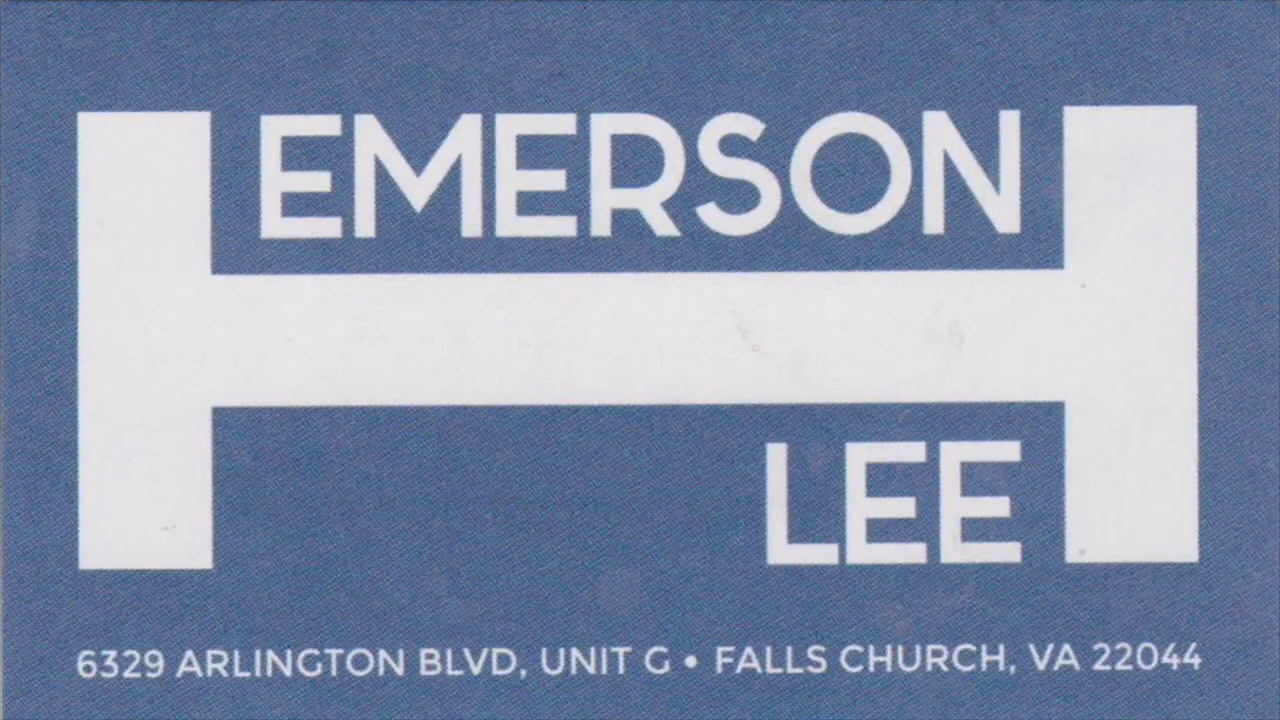 EMERSON
LEE
6329 ARLINGTON BLVD, UNIT G • FALLS CHURCH, VA 22044